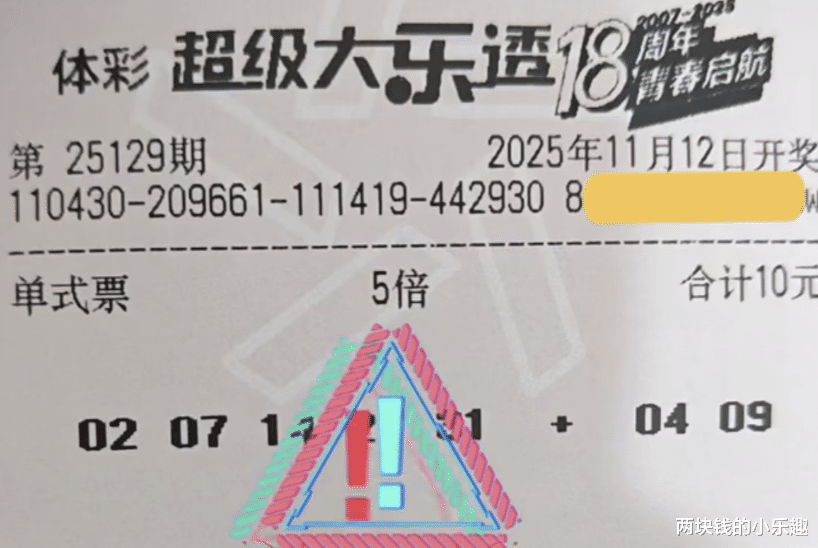 体彩 超级大乐透 18 2007-2025
周年
青春启航
第 25129期 2025年11月12日开奖
110430-209661-111419-442930 8
单式票 5倍 合计10元
02 07 + 04 09
两块钱的小乐趣